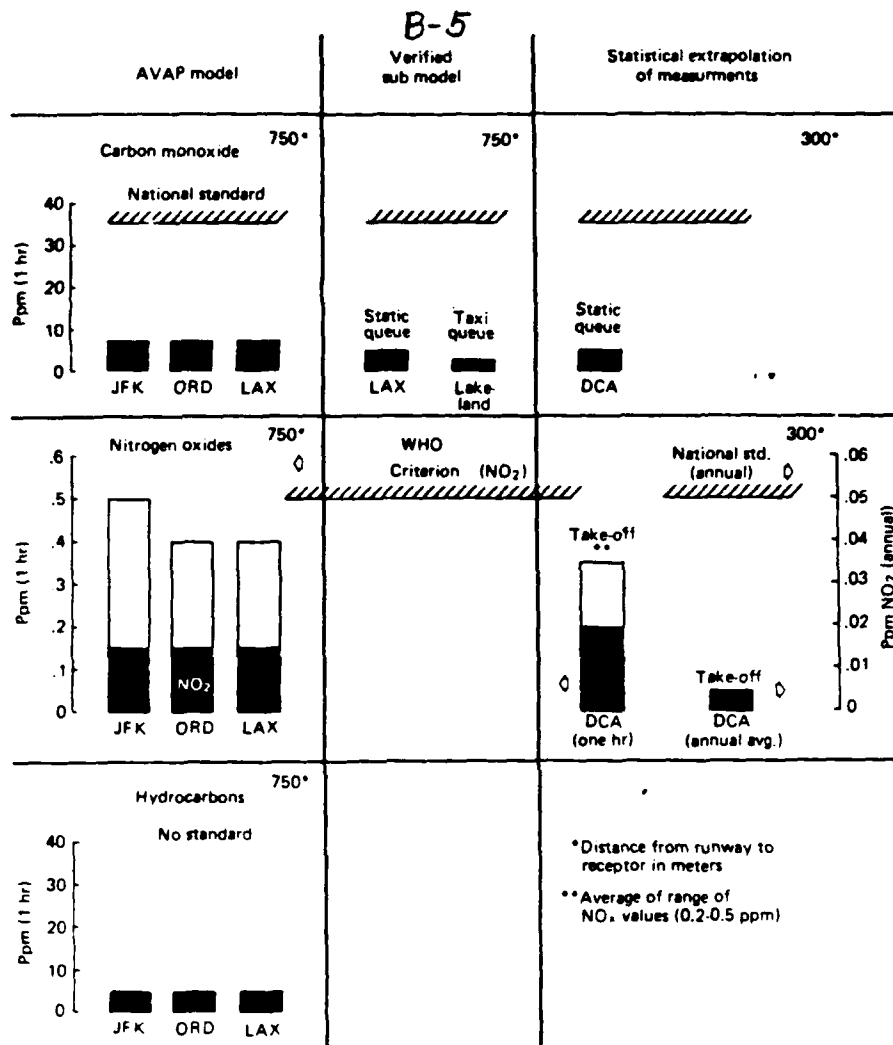 B-5
AVAP model
Verified
sub model
Statistical extrapolation
of measurments
Carbon monoxide
750*
750*
300*
National standard
Ppm (1 hr)
40
30
20
10
0
JFK ORD LAX
Static
queue
Taxi
queue
LAX
Lake-
land
Static
queue
DCA
Nitrogen oxides
750*
Ppm (1 hr)
.6
.5
.4
.3
.2
.1
0
NO₂
JFK ORD LAX
WHO
Criterion (NO₂)
300*
National std.
(annual)
Take-off
**
DCA
(one hr)
Take-off
DCA
(annual avg.)
.06
.05
.04
.03
.02
.01
0
Ppm NO₂ (annual)
Hydrocarbons
750*
No standard
Ppm (1 hr)
40
30
20
10
0
JFK ORD LAX
*Distance from runway to
receptor in meters
**Average of range of
NOₓ values (0.2-0.5 ppm)